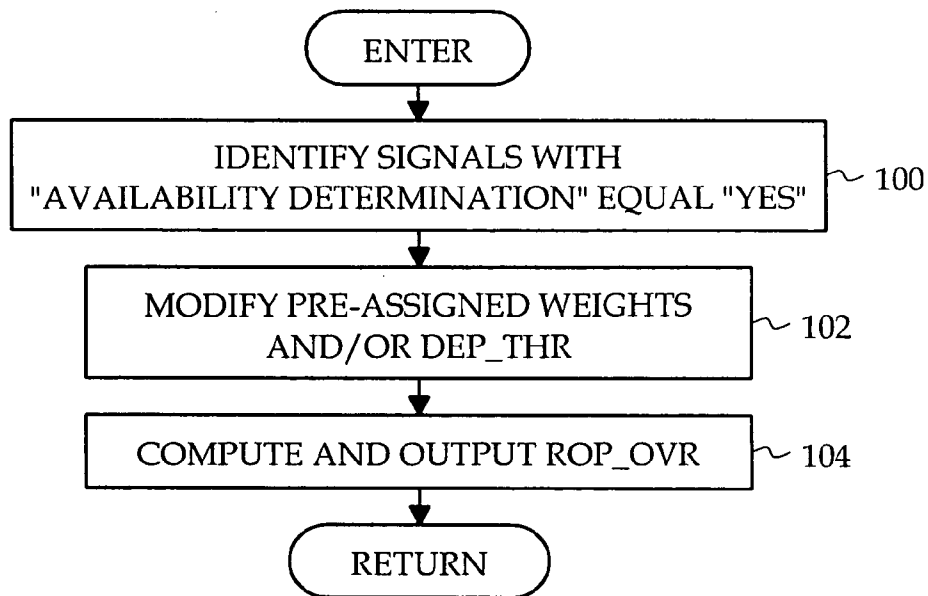 ENTER
IDENTIFY SIGNALS WITH
"AVAILABILITY DETERMINATION" EQUAL "YES"
100
MODIFY PRE-ASSIGNED WEIGHTS
AND/OR DEP_THR
102
COMPUTE AND OUTPUT ROP_OVR
104
RETURN